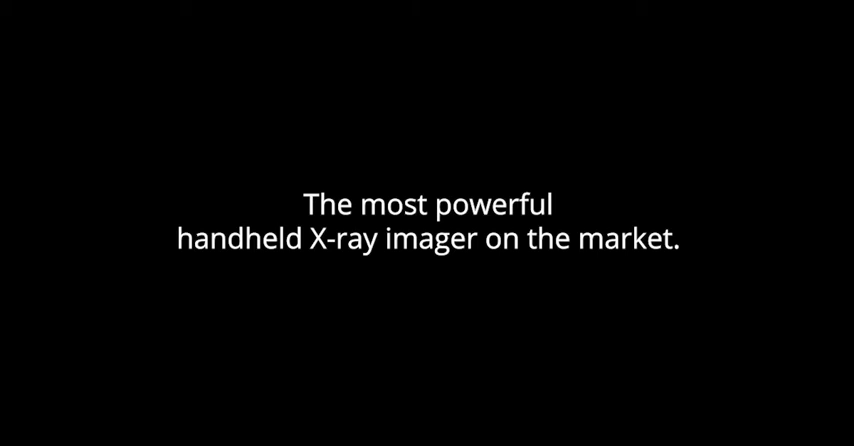 The most powerful
handheld X-ray imager on the market.